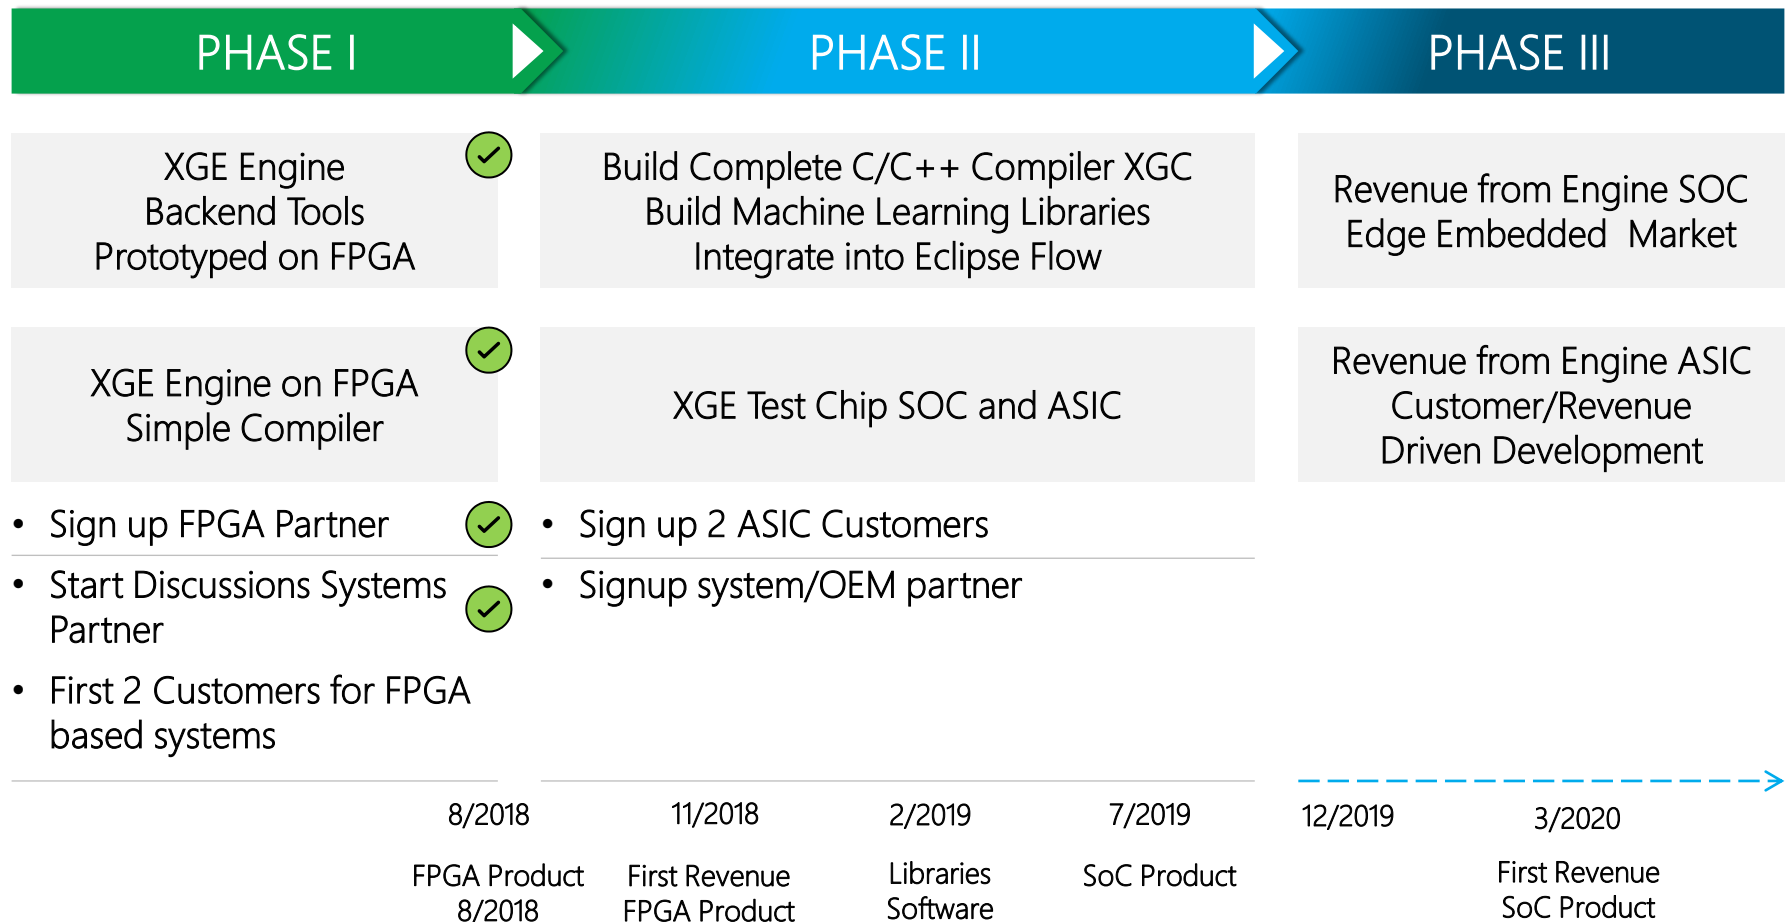 PHASE I
PHASE II
PHASE III
XGE Engine
Backend Tools
Prototyped on FPGA
Build Complete C/C++ Compiler XGC
Build Machine Learning Libraries
Integrate into Eclipse Flow
Revenue from Engine SOC
Edge Embedded Market
XGE Engine on FPGA
Simple Compiler
XGE Test Chip SOC and ASIC
Revenue from Engine ASIC
Customer/Revenue
Driven Development
• Sign up FPGA Partner
• Start Discussions Systems
Partner
• First 2 Customers for FPGA
based systems
• Sign up 2 ASIC Customers
• Signup system/OEM partner
8/2018
11/2018
2/2019
7/2019
12/2019
3/2020
FPGA Product
8/2018
First Revenue
FPGA Product
Libraries
Software
SoC Product
First Revenue
SoC Product